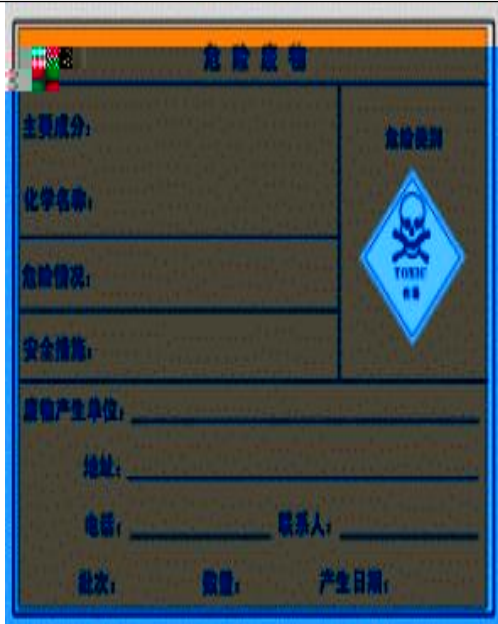 危险废物
主要成分:
危险类别
化学名称:
TOXIC
有毒
危险情况:
安全措施:
废物产生单位:
地址:
电话: 联系人:
批次: 数量: 产生日期: